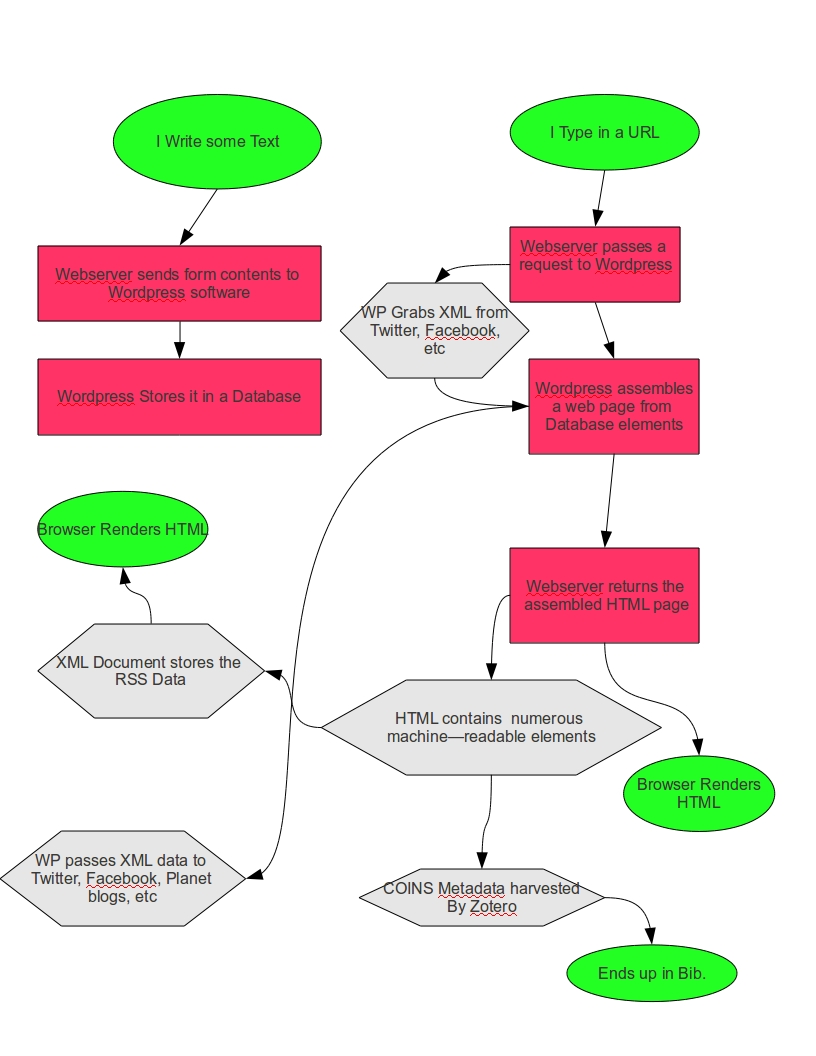 I Write some Text
I Type in a URL
Webserver passes a
request to Wordpress
Webserver sends form contents to
Wordpress software
WP Grabs XML from
Twitter, Facebook,
etc
Wordpress Stores it in a Database
Wordpress assembles
a web page from
Database elements
Browser Renders HTML
Webserver returns the
assembled HTML page
XML Document stores the
RSS Data
HTML contains  numerous
machine—readable elements
Browser Renders
HTML
WP passes XML data to
Twitter, Facebook, Planet
blogs, etc
COINS Metadata harvested
By Zotero
Ends up in Bib.